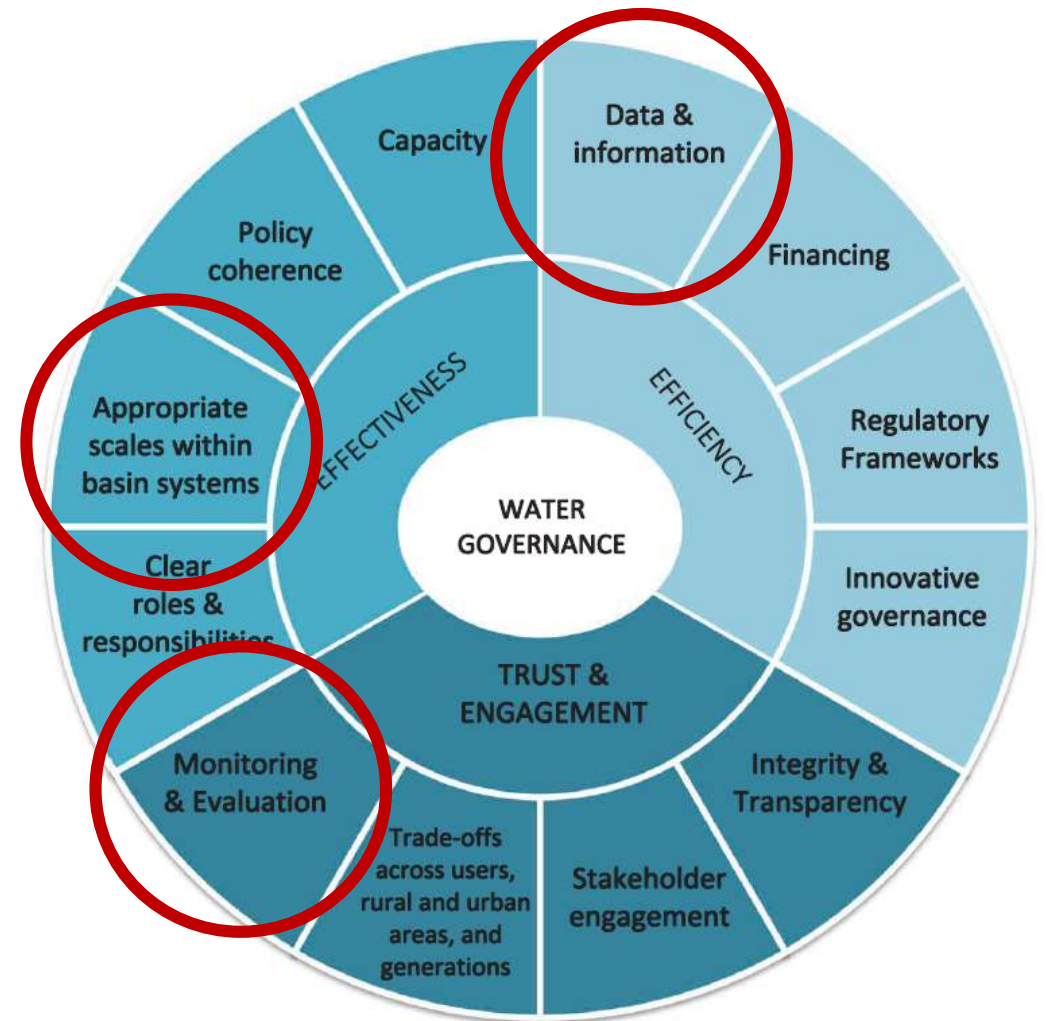 Data &
information
Financing
Regulatory
Frameworks
Innovative
governance
Integrity &
Transparency
Stakeholder
engagement
Trade-offs
across users,
rural and urban
areas, and
generations
Monitoring
& Evaluation
Clear
roles &
responsibilities
Appropriate
scales within
basin systems
Policy
coherence
Capacity
EFFECTIVENESS
EFFICIENCY
TRUST &
ENGAGEMENT
WATER
GOVERNANCE